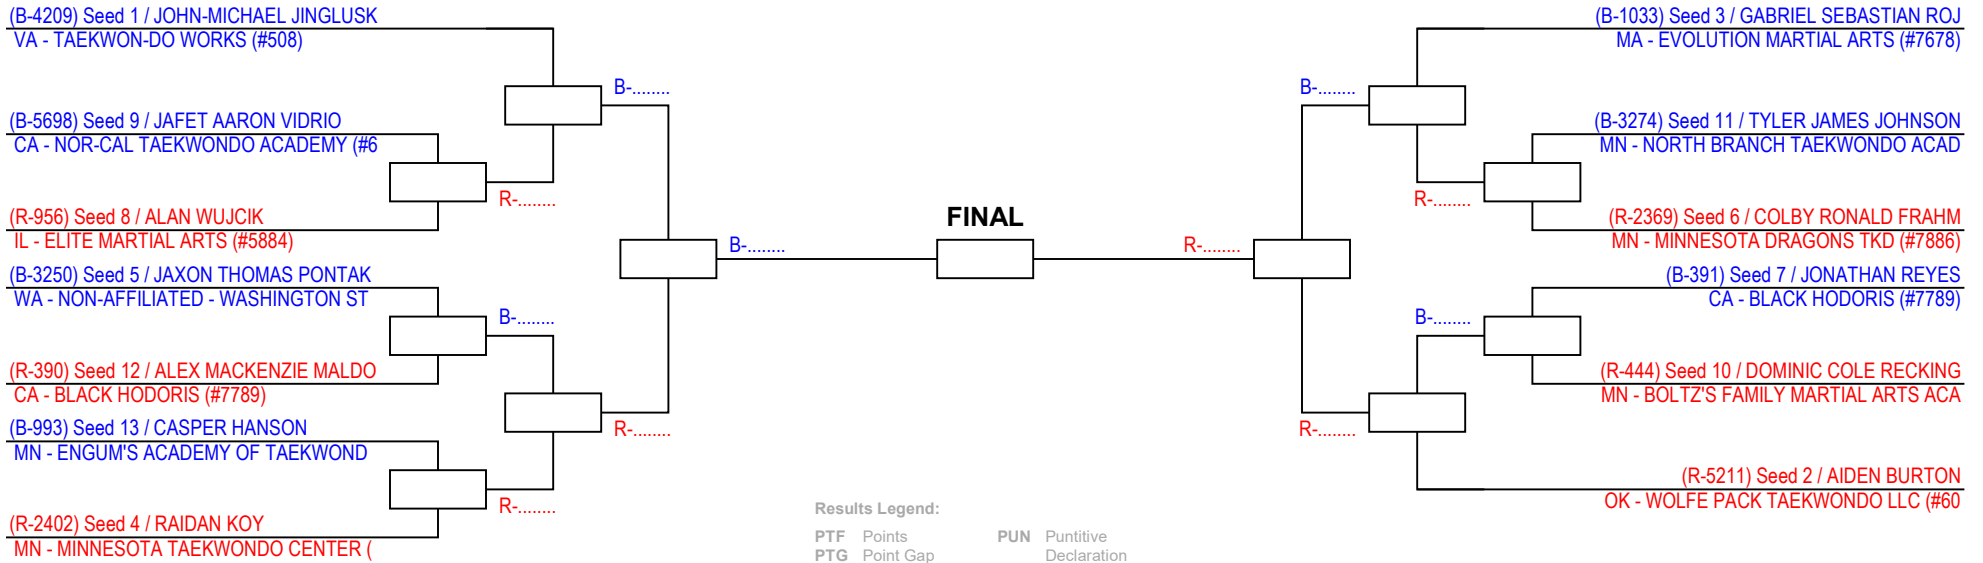 (B-4209) Seed 1 / JOHN-MICHAEL JINGLUSK
VA - TAEKWON-DO WORKS (#508)
(B-5698) Seed 9 / JAFET AARON VIDRIO
CA - NOR-CAL TAEKWONDO ACADEMY (#6
(R-956) Seed 8 / ALAN WUJCIK
IL - ELITE MARTIAL ARTS (#5884)
(B-3250) Seed 5 / JAXON THOMAS PONTAK
WA - NON-AFFILIATED - WASHINGTON ST
(R-390) Seed 12 / ALEX MACKENZIE MALDO
CA - BLACK HODORIS (#7789)
(B-993) Seed 13 / CASPER HANSON
MN - ENGUM'S ACADEMY OF TAEKWOND
(R-2402) Seed 4 / RAIDAN KOY
MN - MINNESOTA TAEKWONDO CENTER (
B-........
R-........
B-........
R-........
B-........
R-........
B-........
FINAL
R-........
B-........
R-........
B-........
R-........
(B-1033) Seed 3 / GABRIEL SEBASTIAN ROJ
MA - EVOLUTION MARTIAL ARTS (#7678)
(B-3274) Seed 11 / TYLER JAMES JOHNSON
MN - NORTH BRANCH TAEKWONDO ACAD
(R-2369) Seed 6 / COLBY RONALD FRAHM
MN - MINNESOTA DRAGONS TKD (#7886)
(B-391) Seed 7 / JONATHAN REYES
CA - BLACK HODORIS (#7789)
(R-444) Seed 10 / DOMINIC COLE RECKING
MN - BOLTZ'S FAMILY MARTIAL ARTS ACA
(R-5211) Seed 2 / AIDEN BURTON
OK - WOLFE PACK TAEKWONDO LLC (#60
Results Legend:
PTF Points PUN Puntitive
PTG Point Gap Declaration